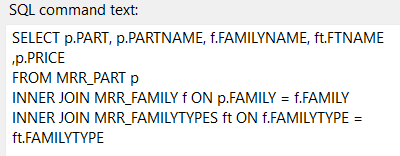 SQL command text:
SELECT p.PART, p.PARTNAME, f.FAMILYNAME, ft.FTNAME
,p.PRICE
FROM MRR_PART p
INNER JOIN MRR_FAMILY f ON p.FAMILY = f.FAMILY
INNER JOIN MRR_FAMILYTYPES ft ON f.FAMILYTYPE =
ft.FAMILYTYPE